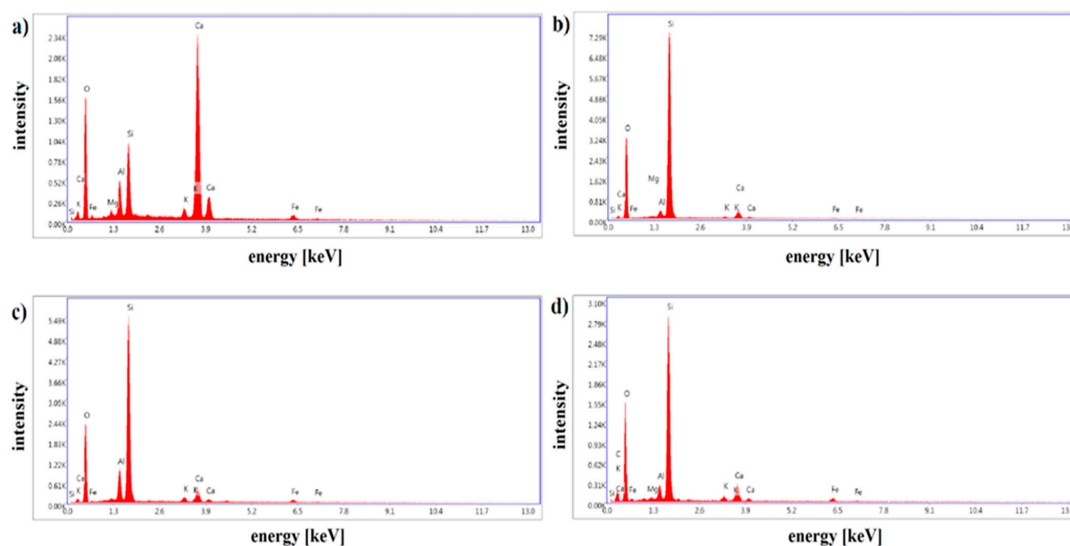 a)
Ca
2.34K
2.08K
1.82K
1.56K
1.30K
1.04K
0.78K
0.52K
0.26K
0.00K
O
Si
Al
Ca
K
Si
Fe
Mg
K
K
Ca
Fe
Fe
0.0 1.3 2.6 3.9 5.2 6.5 7.8 9.1 10.4 11.7 13.0
intensity
energy [keV]
b)
Si
7.29K
6.48K
5.67K
4.86K
4.05K
3.24K
2.43K
1.62K
0.81K
0.00K
O
Mg
Ca
K
Si
Fe
Al
K
K
Ca
Ca
Fe
Fe
0.0 1.3 2.6 3.9 5.2 6.5 7.8 9.1 10.4 11.7 13.0
intensity
energy [keV]
c)
Si
5.49K
4.88K
4.27K
3.66K
3.05K
2.44K
1.83K
1.22K
0.61K
0.00K
O
Al
Ca
K
Si
Fe
K
K
Ca
Ca
Fe
Fe
0.0 1.3 2.6 3.9 5.2 6.5 7.8 9.1 10.4 11.7 13.0
intensity
energy [keV]
d)
Si
3.10K
2.79K
2.48K
2.17K
1.86K
1.55K
1.24K
0.93K
0.62K
0.31K
0.00K
O
C
K
Ca
Si
Fe
Mg
Al
K
K
Ca
Ca
Fe
Fe
0.0 1.3 2.6 3.9 5.2 6.5 7.8 9.1 10.4 11.7 13.
intensity
energy [keV]